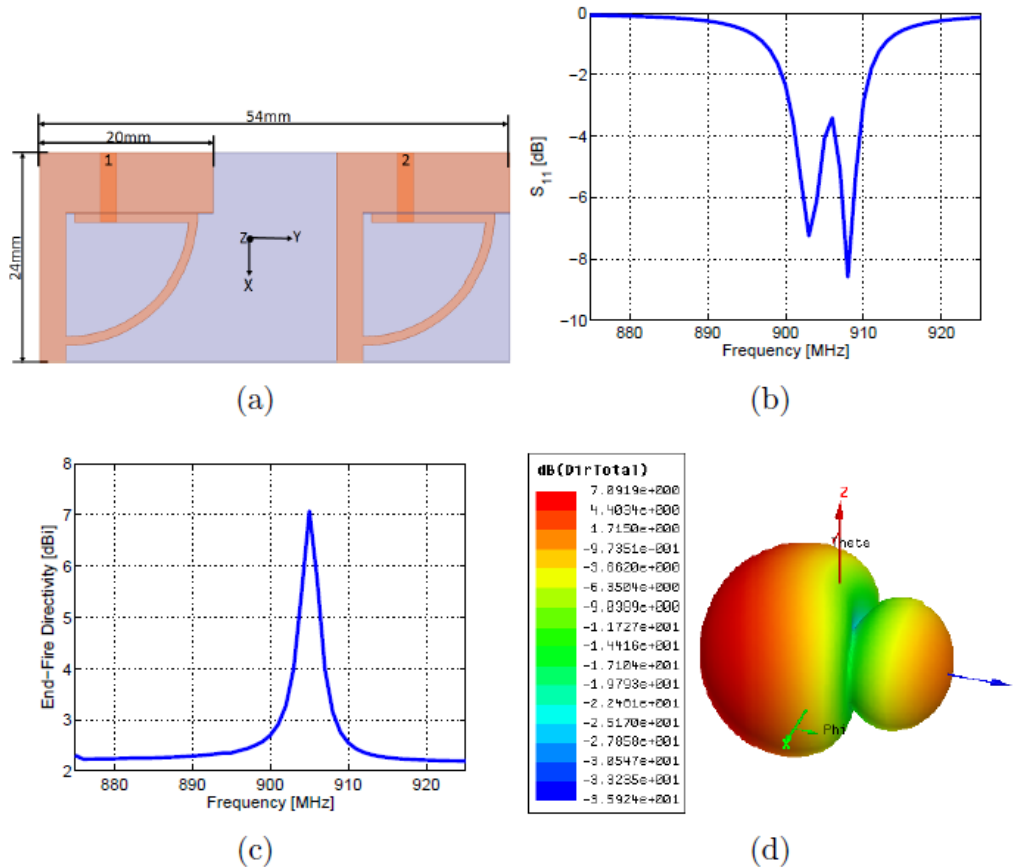 54mm
20mm
1
2
24mm
Z
Y
X
(a)
0
−2
−4
−6
−8
−10
S11 [dB]
880
890
900
910
920
Frequency [MHz]
(b)
8
7
6
5
4
3
2
End−Fire Directivity [dBi]
880
890
900
910
920
Frequency [MHz]
(c)
dB(DirTotal)
7.0919e+000
4.4034e+000
1.7150e+000
-9.7351e-001
-3.6620e+000
-6.3504e+000
-9.0389e+000
-1.1727e+001
-1.4416e+001
-1.7104e+001
-1.9793e+001
-2.2481e+001
-2.5170e+001
-2.7858e+001
-3.0547e+001
-3.3235e+001
-3.5924e+001
Z
X
Phi
(d)